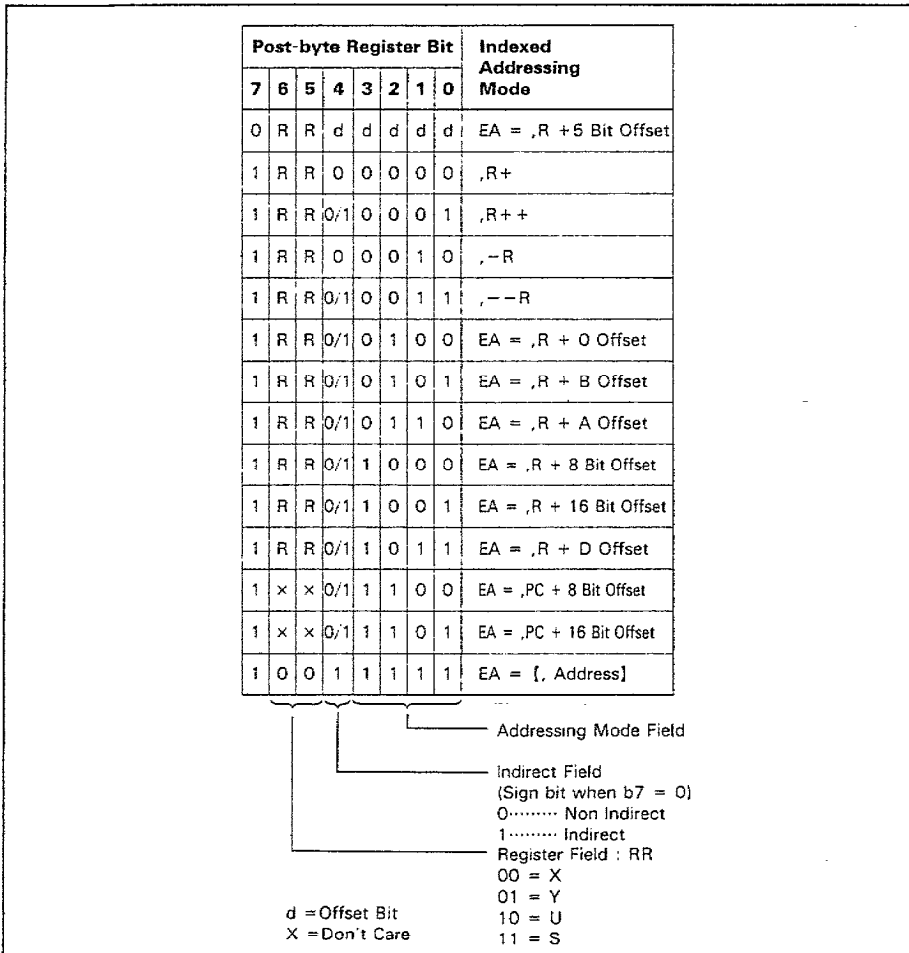 Post-byte Register Bit
Indexed Addressing Mode
7 6 5 4 3 2 1 0
0 R R d d d d d EA = ,R +5 Bit Offset
1 R R 0 0 0 0 0 ,R+
1 R R 0/1 0 0 0 1 ,R++
1 R R 0 0 0 1 0 ,−R
1 R R 0/1 0 0 1 1 ,−−R
1 R R 0/1 0 1 0 0 EA = ,R + 0 Offset
1 R R 0/1 0 1 0 1 EA = ,R + B Offset
1 R R 0/1 0 1 1 0 EA = ,R + A Offset
1 R R 0/1 1 0 0 0 EA = ,R + 8 Bit Offset
1 R R 0/1 1 0 0 1 EA = ,R + 16 Bit Offset
1 R R 0/1 1 0 1 1 EA = ,R + D Offset
1 × × 0/1 1 1 0 0 EA = ,PC + 8 Bit Offset
1 × × 0/1 1 1 0 1 EA = ,PC + 16 Bit Offset
1 0 0 1 1 1 1 1 EA = [, Address]
Addressing Mode Field
Indirect Field
(Sign bit when b7 = 0)
0········· Non Indirect
1········· Indirect
Register Field : RR
00 = X
01 = Y
10 = U
11 = S
d =Offset Bit
X =Don't Care